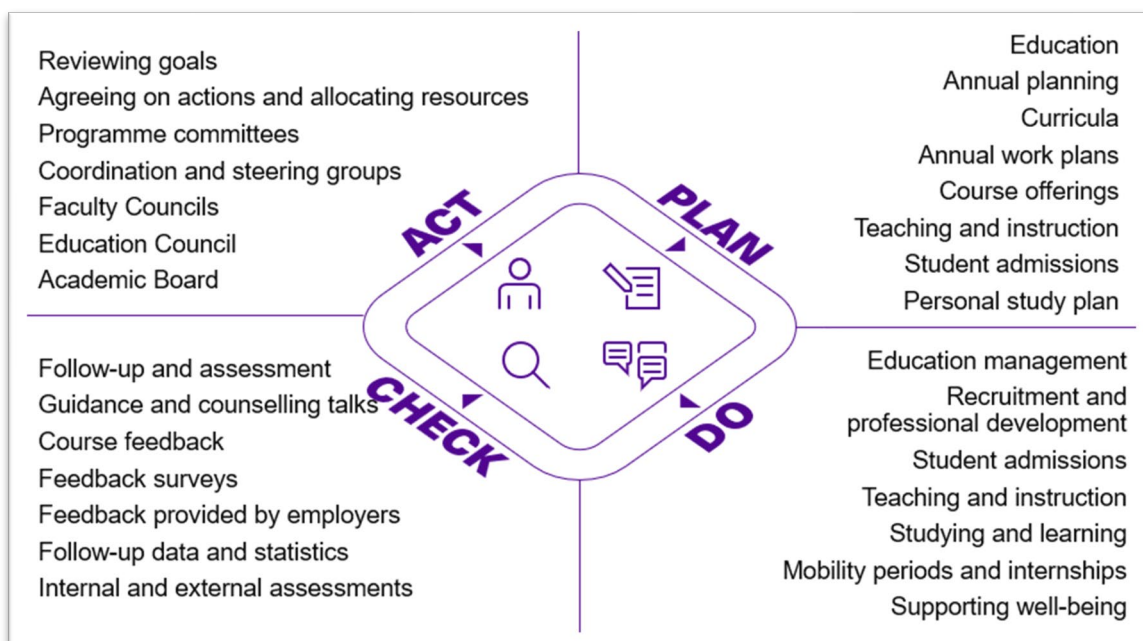 Reviewing goals
Agreeing on actions and allocating resources
Programme committees
Coordination and steering groups
Faculty Councils
Education Council
Academic Board
ACT
Education
Annual planning
Curricula
Annual work plans
Course offerings
Teaching and instruction
Student admissions
Personal study plan
PLAN
Follow-up and assessment
Guidance and counselling talks
Course feedback
Feedback surveys
Feedback provided by employers
Follow-up data and statistics
Internal and external assessments
CHECK
Education management
Recruitment and
professional development
Student admissions
Teaching and instruction
Studying and learning
Mobility periods and internships
Supporting well-being
DO